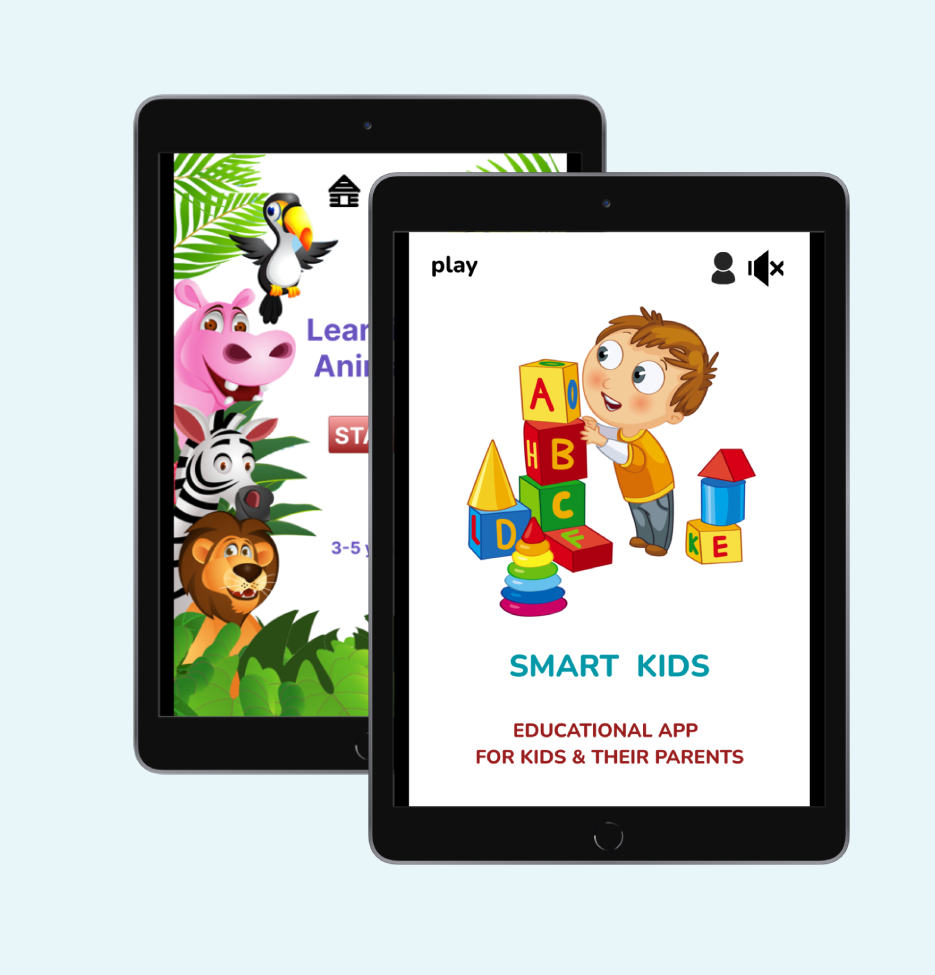 Lear
Anim
STA
3-5 y
play
A
H B
C
L D
F
K E
SMART KIDS
EDUCATIONAL APP
FOR KIDS & THEIR PARENTS